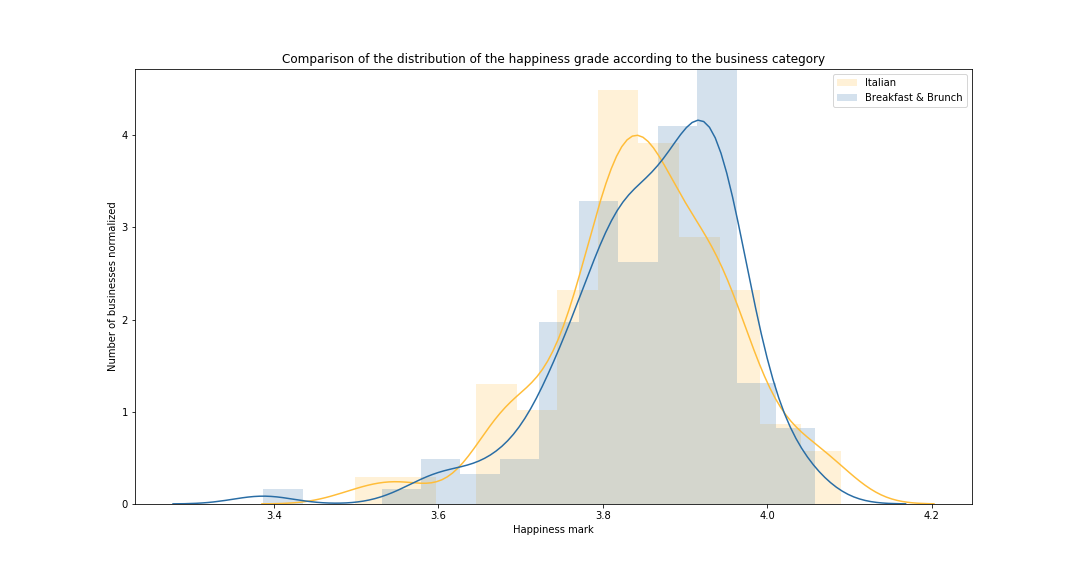 Comparison of the distribution of the happiness grade according to the business category
Italian
Breakfast & Brunch
Number of businesses normalized
4
3
2
1
0
3.4
3.6
3.8
4.0
4.2
Happiness mark